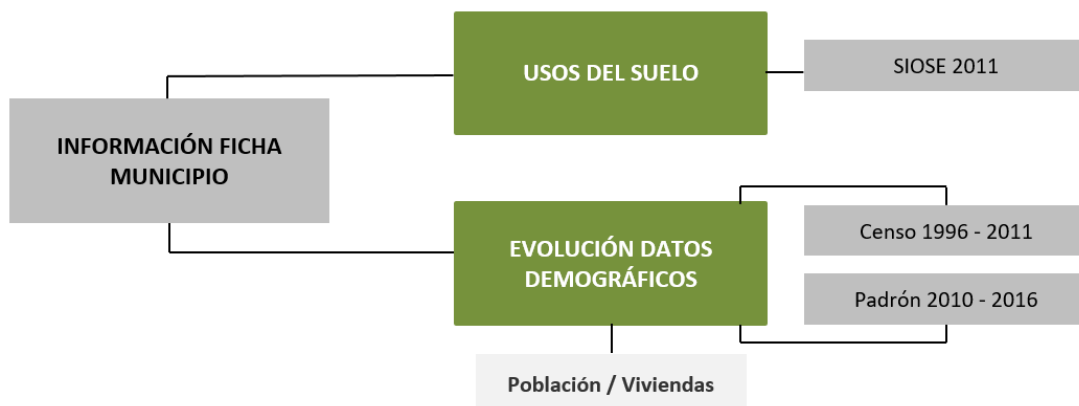 USOS DEL SUELO
SIOSE 2011
INFORMACIÓN FICHA
MUNICIPIO
EVOLUCIÓN DATOS
DEMOGRÁFICOS
Censo 1996 - 2011
Padrón 2010 - 2016
Población / Viviendas